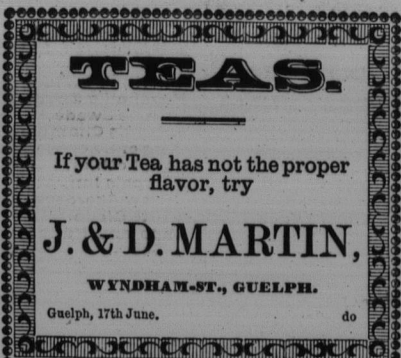 TEAS.
If your Tea has not the proper
flavor, try
J. & D. MARTIN,
WYNDHAM-ST., GUELPH.
Guelph, 17th June. do